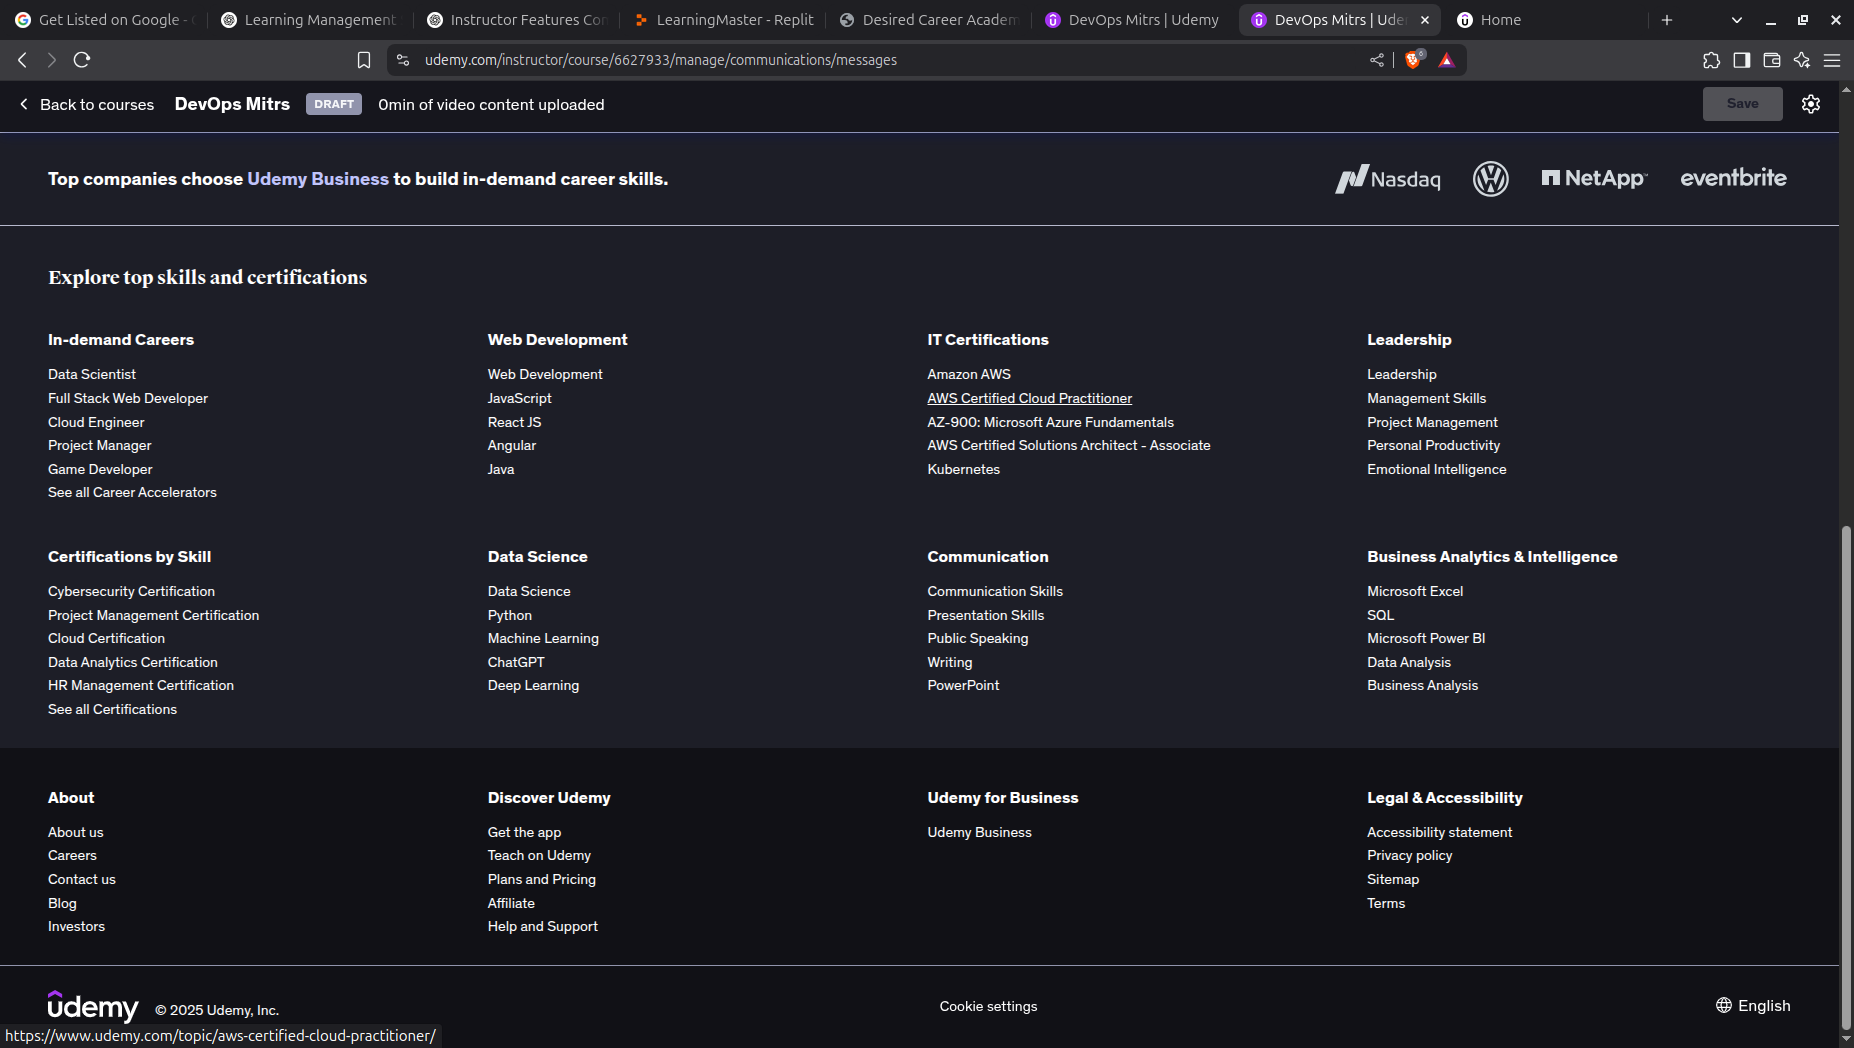 Get Listed on Google -
Learning Management
Instructor Features Con
LearningMaster - Replit
Desired Career Academ
DevOps Mitrs | Udemy
DevOps Mitrs | Ude
Home
udemy.com/instructor/course/6627933/manage/communications/messages
6
Back to courses
DevOps Mitrs
DRAFT
0min of video content uploaded
Save
Top companies choose Udemy Business to build in-demand career skills.
Nasdaq
NetApp
eventbrite
Explore top skills and certifications
In-demand Careers
Data Scientist
Full Stack Web Developer
Cloud Engineer
Project Manager
Game Developer
See all Career Accelerators
Web Development
Web Development
JavaScript
React JS
Angular
Java
IT Certifications
Amazon AWS
AWS Certified Cloud Practitioner
AZ-900: Microsoft Azure Fundamentals
AWS Certified Solutions Architect - Associate
Kubernetes
Leadership
Leadership
Management Skills
Project Management
Personal Productivity
Emotional Intelligence
Certifications by Skill
Cybersecurity Certification
Project Management Certification
Cloud Certification
Data Analytics Certification
HR Management Certification
See all Certifications
Data Science
Data Science
Python
Machine Learning
ChatGPT
Deep Learning
Communication
Communication Skills
Presentation Skills
Public Speaking
Writing
PowerPoint
Business Analytics & Intelligence
Microsoft Excel
SQL
Microsoft Power BI
Data Analysis
Business Analysis
About
About us
Careers
Contact us
Blog
Investors
Discover Udemy
Get the app
Teach on Udemy
Plans and Pricing
Affiliate
Help and Support
Udemy for Business
Udemy Business
Legal & Accessibility
Accessibility statement
Privacy policy
Sitemap
Terms
udemy
© 2025 Udemy, Inc.
Cookie settings
English
https://www.udemy.com/topic/aws-certified-cloud-practitioner/